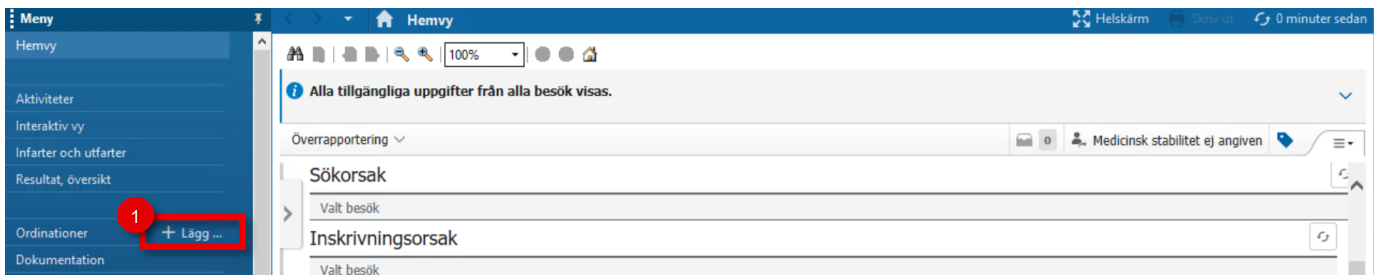 Meny
Hemvy
Helskärm Skriv ut 0 minuter sedan
Hemvy
100%
Alla tillgängliga uppgifter från alla besök visas.
Aktiviteter
Interaktiv vy
Överrapportering
0 Medicinsk stabilitet ej angiven
Infarter och utfarter
Resultat, översikt
Sökorsak
Valt besök
1
Ordinationer + Lägg ...
Inskrivningsorsak
Dokumentation
Valt besök